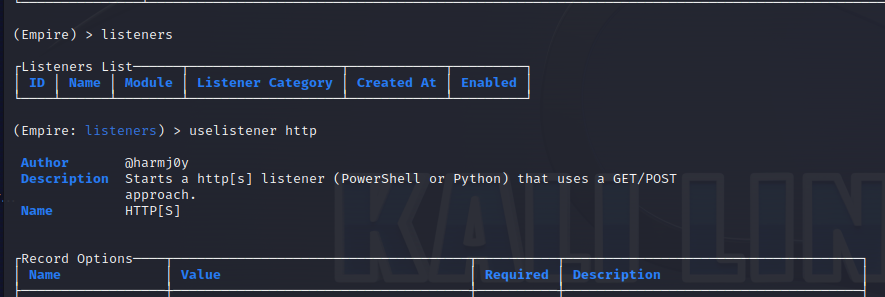 (Empire) > listeners
Listeners List
ID Name Module Listener Category Created At Enabled
(Empire: listeners) > uselistener http
Author @harmj0y
Description Starts a http[s] listener (PowerShell or Python) that uses a GET/POST
approach.
Name HTTP[S]
KALI LIN
Record Options
Name Value Required Description